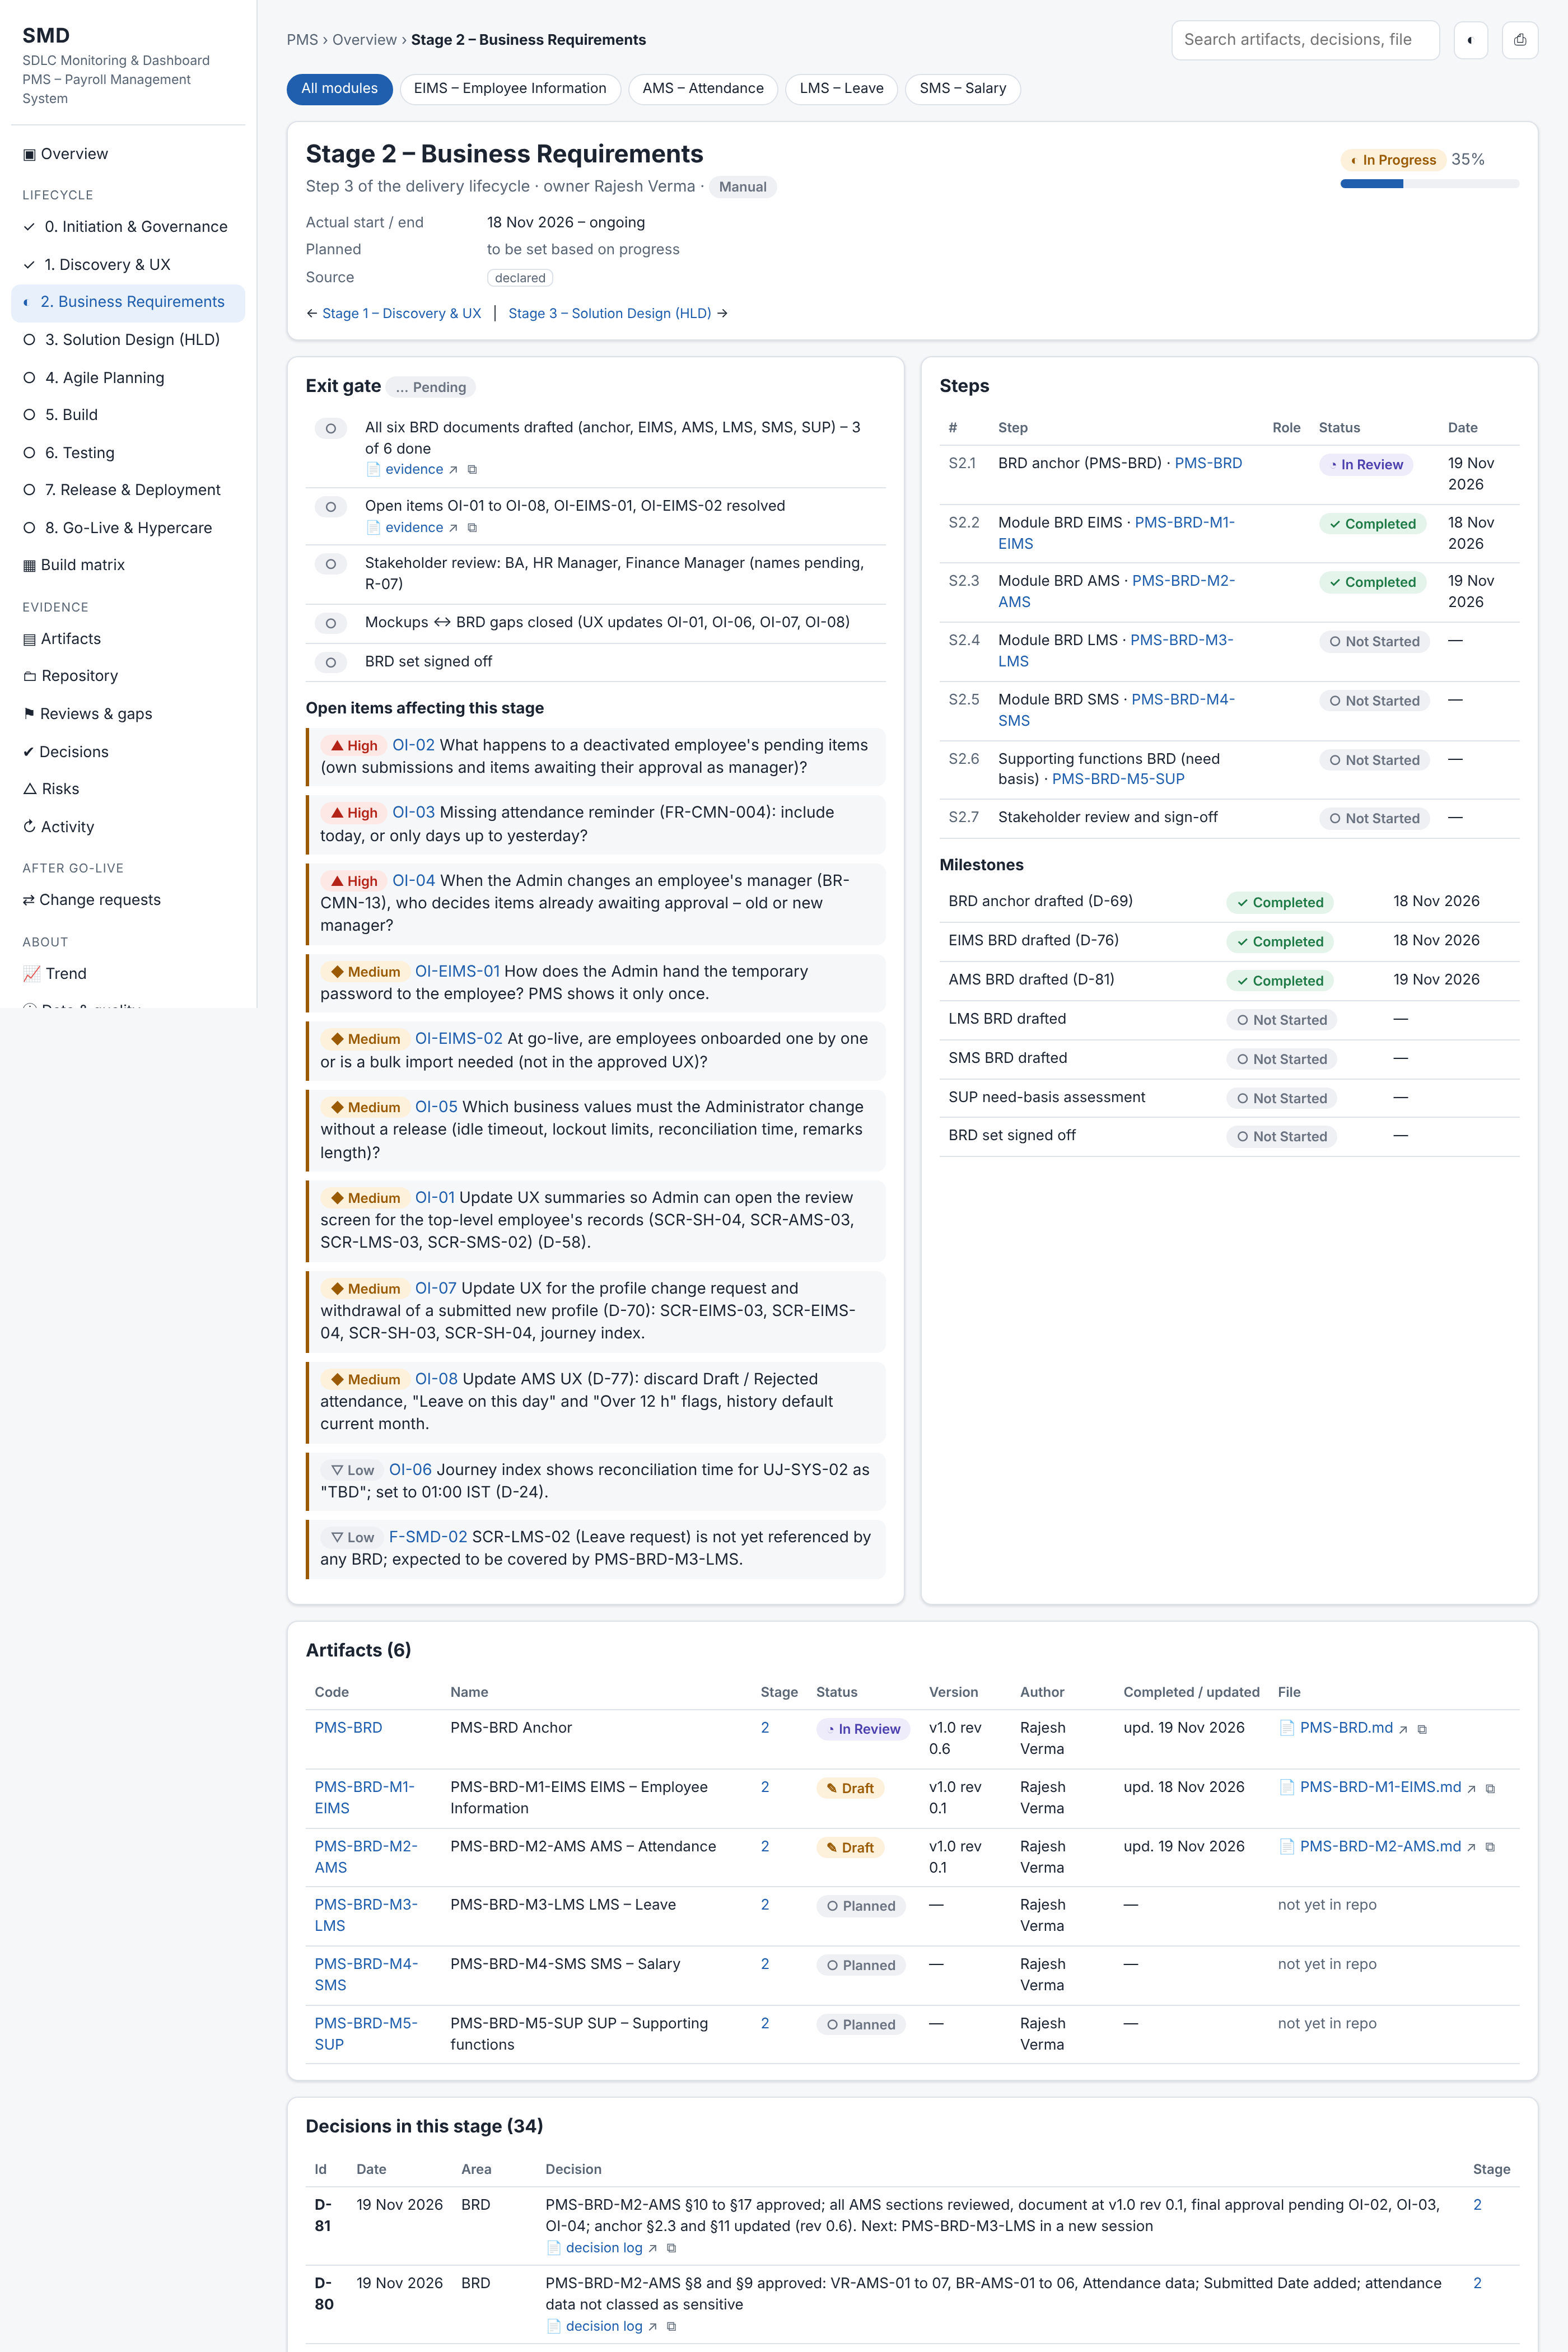 SMD
SDLC Monitoring & Dashboard
PMS – Payroll Management
System
Overview
LIFECYCLE
✓ 0. Initiation & Governance
✓ 1. Discovery & UX
2. Business Requirements
3. Solution Design (HLD)
4. Agile Planning
5. Build
6. Testing
7. Release & Deployment
8. Go-Live & Hypercare
Build matrix
EVIDENCE
Artifacts
Repository
Reviews & gaps
Decisions
Risks
Activity
AFTER GO-LIVE
Change requests
ABOUT
Trend
PMS › Overview › Stage 2 – Business Requirements
Search artifacts, decisions, file
All modules
EIMS – Employee Information
AMS – Attendance
LMS – Leave
SMS – Salary
Stage 2 – Business Requirements
Step 3 of the delivery lifecycle · owner Rajesh Verma · Manual
In Progress 35%
Actual start / end 18 Nov 2026 – ongoing
Planned to be set based on progress
Source declared
← Stage 1 – Discovery & UX | Stage 3 – Solution Design (HLD) →
Exit gate ... Pending
All six BRD documents drafted (anchor, EIMS, AMS, LMS, SMS, SUP) – 3
of 6 done
evidence ↗
Open items OI-01 to OI-08, OI-EIMS-01, OI-EIMS-02 resolved
evidence ↗
Stakeholder review: BA, HR Manager, Finance Manager (names pending,
R-07)
Mockups ↔ BRD gaps closed (UX updates OI-01, OI-06, OI-07, OI-08)
BRD set signed off
Open items affecting this stage
▲ High OI-02 What happens to a deactivated employee's pending items
(own submissions and items awaiting their approval as manager)?
▲ High OI-03 Missing attendance reminder (FR-CMN-004): include
today, or only days up to yesterday?
▲ High OI-04 When the Admin changes an employee's manager (BR-
CMN-13), who decides items already awaiting approval – old or new
manager?
◆ Medium OI-EIMS-01 How does the Admin hand the temporary
password to the employee? PMS shows it only once.
◆ Medium OI-EIMS-02 At go-live, are employees onboarded one by one
or is a bulk import needed (not in the approved UX)?
◆ Medium OI-05 Which business values must the Administrator change
without a release (idle timeout, lockout limits, reconciliation time, remarks
length)?
◆ Medium OI-01 Update UX summaries so Admin can open the review
screen for the top-level employee's records (SCR-SH-04, SCR-AMS-03,
SCR-LMS-03, SCR-SMS-02) (D-58).
◆ Medium OI-07 Update UX for the profile change request and
withdrawal of a submitted new profile (D-70): SCR-EIMS-03, SCR-EIMS-
04, SCR-SH-03, SCR-SH-04, journey index.
◆ Medium OI-08 Update AMS UX (D-77): discard Draft / Rejected
attendance, "Leave on this day" and "Over 12 h" flags, history default
current month.
▽ Low OI-06 Journey index shows reconciliation time for UJ-SYS-02 as
"TBD"; set to 01:00 IST (D-24).
▽ Low F-SMD-02 SCR-LMS-02 (Leave request) is not yet referenced by
any BRD; expected to be covered by PMS-BRD-M3-LMS.
Steps
# Step Role Status Date
S2.1 BRD anchor (PMS-BRD) · PMS-BRD In Review 19 Nov
2026
S2.2 Module BRD EIMS · PMS-BRD-M1- ✓ Completed 18 Nov
EIMS 2026
S2.3 Module BRD AMS · PMS-BRD-M2- ✓ Completed 19 Nov
AMS 2026
S2.4 Module BRD LMS · PMS-BRD-M3- Not Started —
LMS
S2.5 Module BRD SMS · PMS-BRD-M4- Not Started —
SMS
S2.6 Supporting functions BRD (need Not Started —
basis) · PMS-BRD-M5-SUP
S2.7 Stakeholder review and sign-off Not Started —
Milestones
BRD anchor drafted (D-69) ✓ Completed 18 Nov 2026
EIMS BRD drafted (D-76) ✓ Completed 18 Nov 2026
AMS BRD drafted (D-81) ✓ Completed 19 Nov 2026
LMS BRD drafted Not Started —
SMS BRD drafted Not Started —
SUP need-basis assessment Not Started —
BRD set signed off Not Started —
Artifacts (6)
Code Name Stage Status Version Author Completed / updated File
PMS-BRD PMS-BRD Anchor 2 In Review v1.0 rev Rajesh upd. 19 Nov 2026 PMS-BRD.md ↗
0.6 Verma
PMS-BRD-M1- PMS-BRD-M1-EIMS EIMS – Employee 2 Draft v1.0 rev Rajesh upd. 18 Nov 2026 PMS-BRD-M1-EIMS.md ↗
EIMS Information 0.1 Verma
PMS-BRD-M2- PMS-BRD-M2-AMS AMS – Attendance 2 Draft v1.0 rev Rajesh upd. 19 Nov 2026 PMS-BRD-M2-AMS.md ↗
AMS 0.1 Verma
PMS-BRD-M3- PMS-BRD-M3-LMS LMS – Leave 2 Planned — Rajesh — not yet in repo
LMS Verma
PMS-BRD-M4- PMS-BRD-M4-SMS SMS – Salary 2 Planned — Rajesh — not yet in repo
SMS Verma
PMS-BRD-M5- PMS-BRD-M5-SUP SUP – Supporting 2 Planned — Rajesh — not yet in repo
SUP functions Verma
Decisions in this stage (34)
Id Date Area Decision Stage
D- 19 Nov 2026 BRD PMS-BRD-M2-AMS §10 to §17 approved; all AMS sections reviewed, document at v1.0 rev 0.1, final approval pending OI-02, OI-03, 2
81 OI-04; anchor §2.3 and §11 updated (rev 0.6). Next: PMS-BRD-M3-LMS in a new session
decision log ↗
D- 19 Nov 2026 BRD PMS-BRD-M2-AMS §8 and §9 approved: VR-AMS-01 to 07, BR-AMS-01 to 06, Attendance data; Submitted Date added; attendance 2
80 data not classed as sensitive
decision log ↗